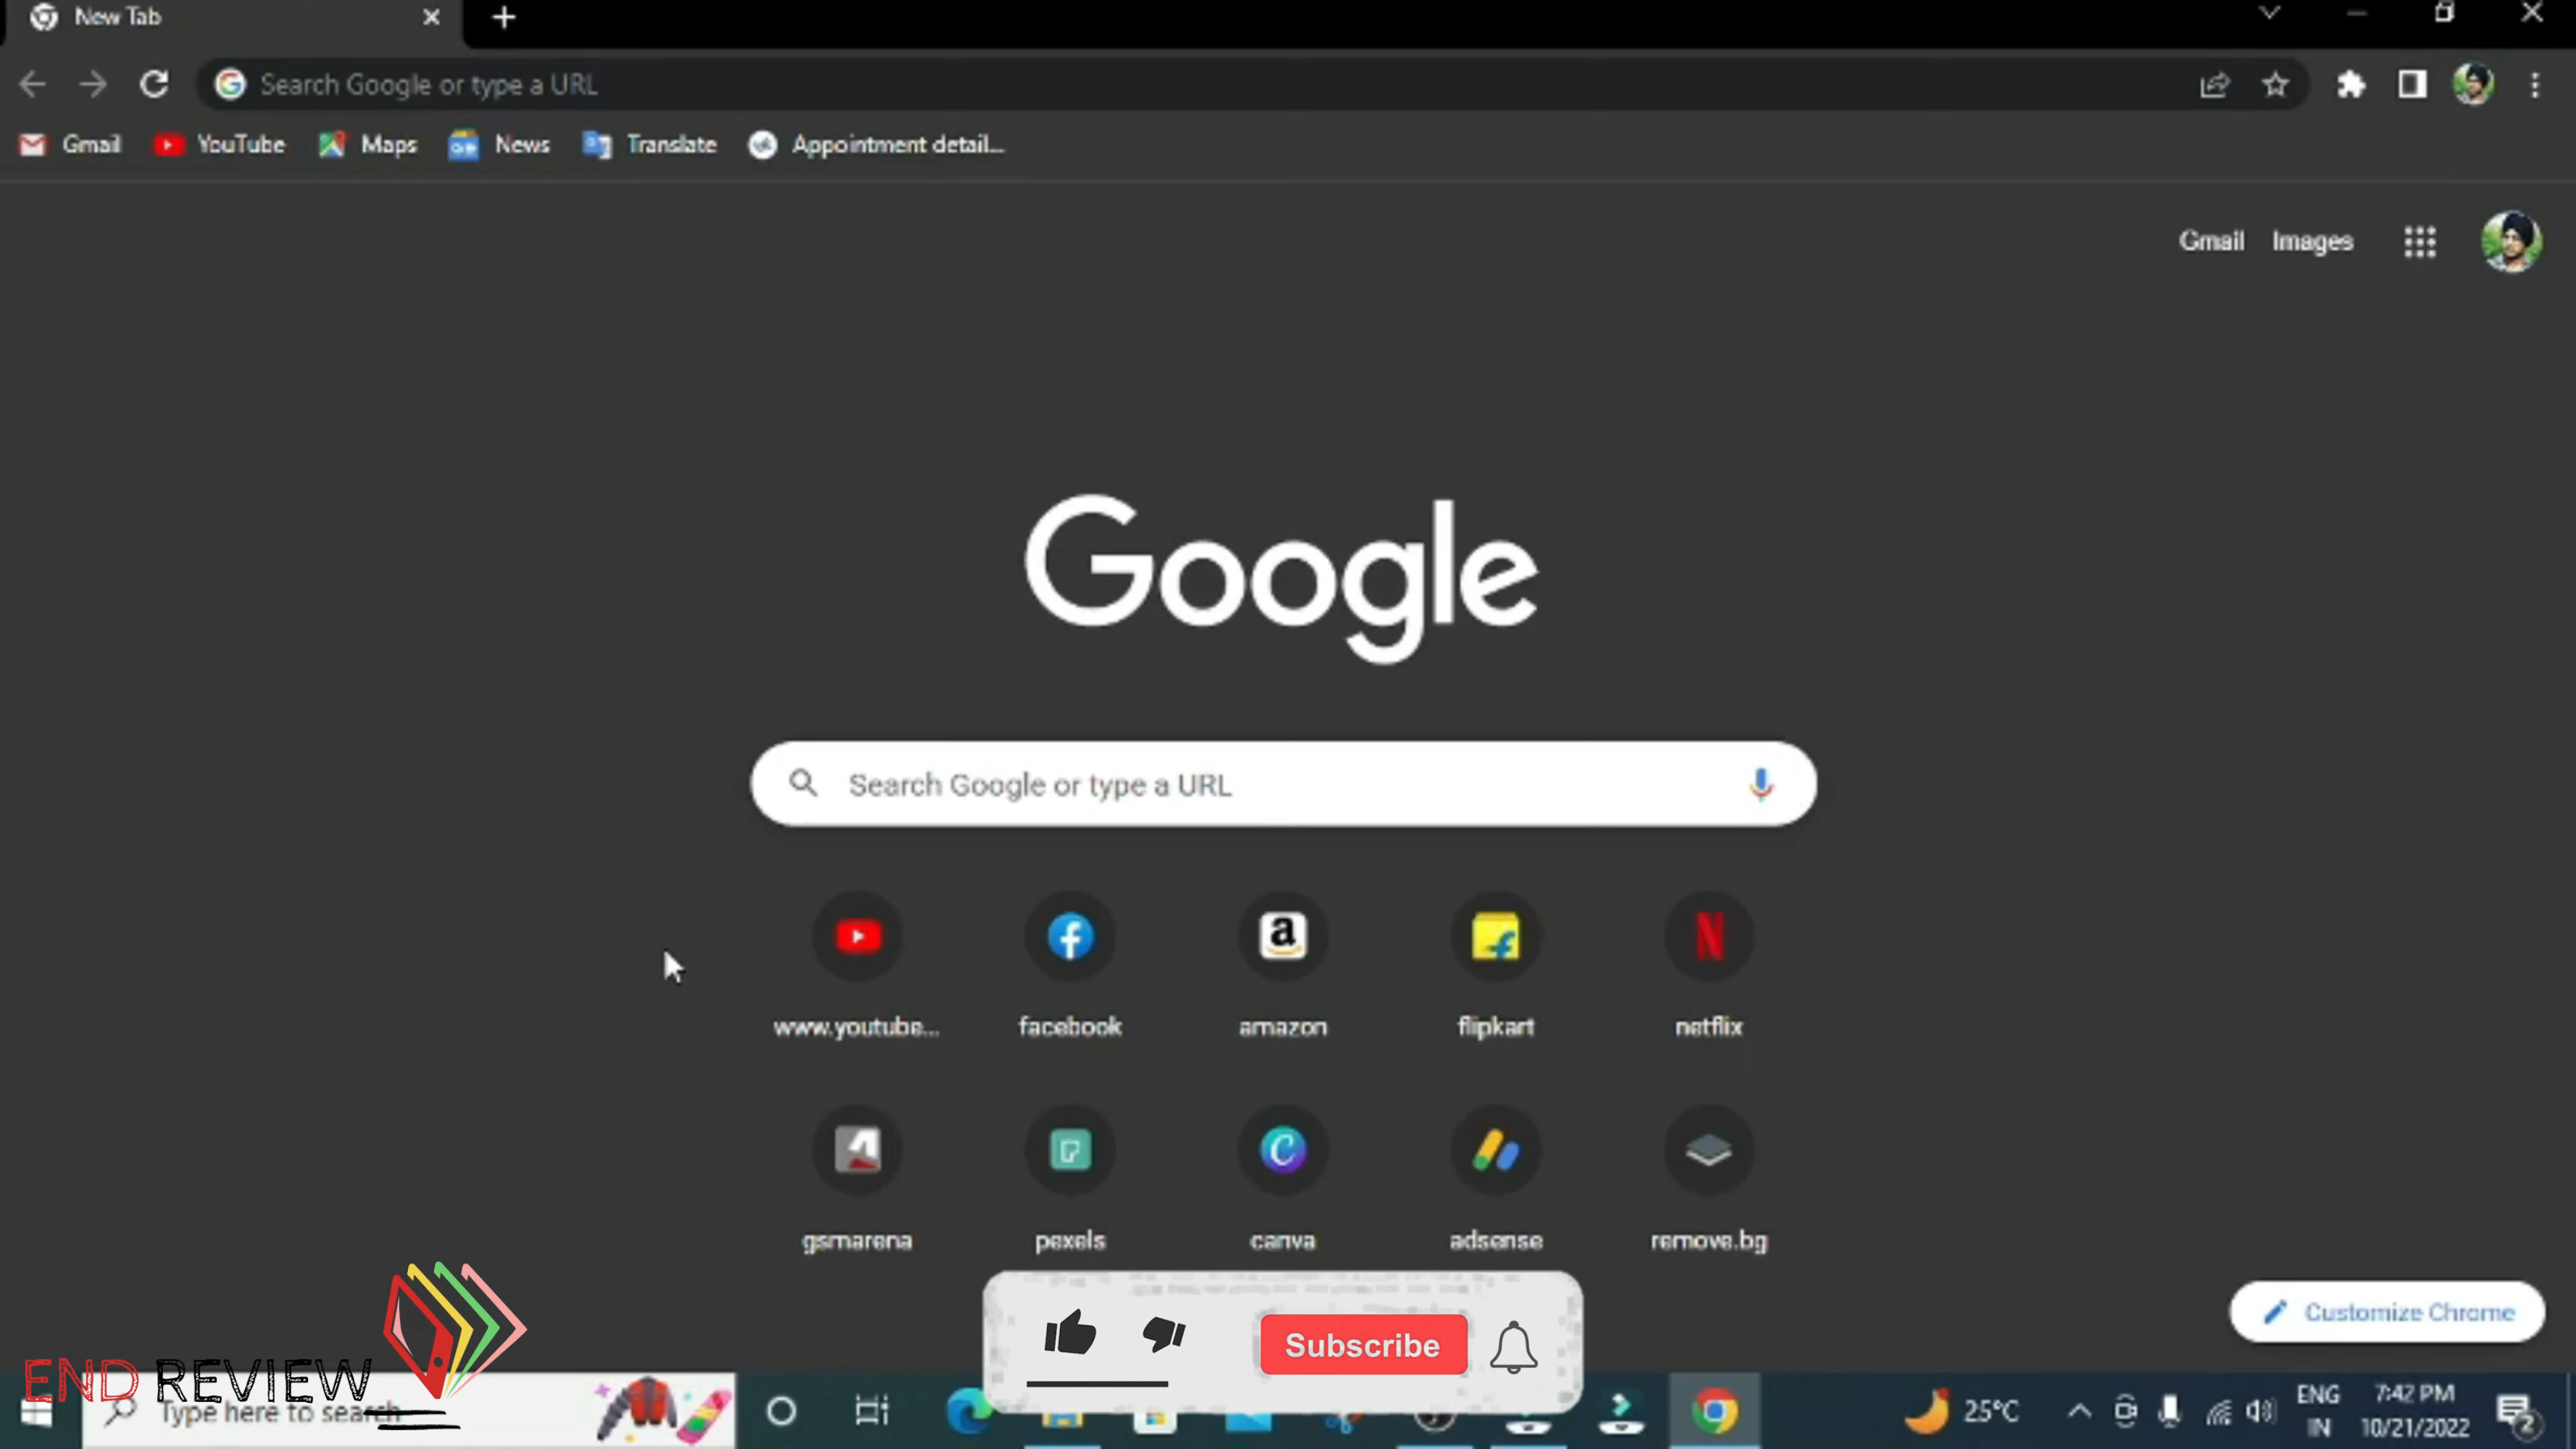 New Tab
Search Google or type a URL
Gmail YouTube Maps News Translate Appointment detail...
Gmail Images
Google
Search Google or type a URL
www.youtube... facebook amazon flipkart netflix
gsmarena pexels canva adsense remove.bg
Customize Chrome
Subscribe
END REVIEW
Type here to search
25°C
ENG
IN
7:42 PM
10/21/2022
2